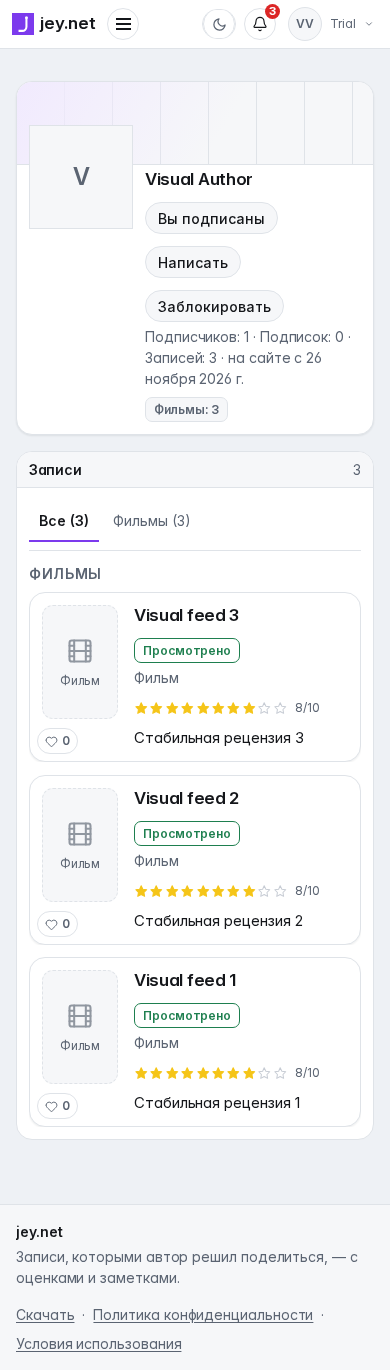 jey.net
3
VV
Trial
V
Visual Author
Вы подписаны
Написать
Заблокировать
Подписчиков: 1 · Подписок: 0 ·
Записей: 3 · на сайте с 26
ноября 2026 г.
Фильмы: 3
Записи
3
Все (3)
Фильмы (3)
ФИЛЬМЫ
Visual feed 3
Просмотрено
Фильм
Фильм
8/10
0
Стабильная рецензия 3
Visual feed 2
Просмотрено
Фильм
Фильм
8/10
0
Стабильная рецензия 2
Visual feed 1
Просмотрено
Фильм
Фильм
8/10
0
Стабильная рецензия 1
jey.net
Записи, которыми автор решил поделиться, — с
оценками и заметками.
Скачать · Политика конфиденциальности ·
Условия использования